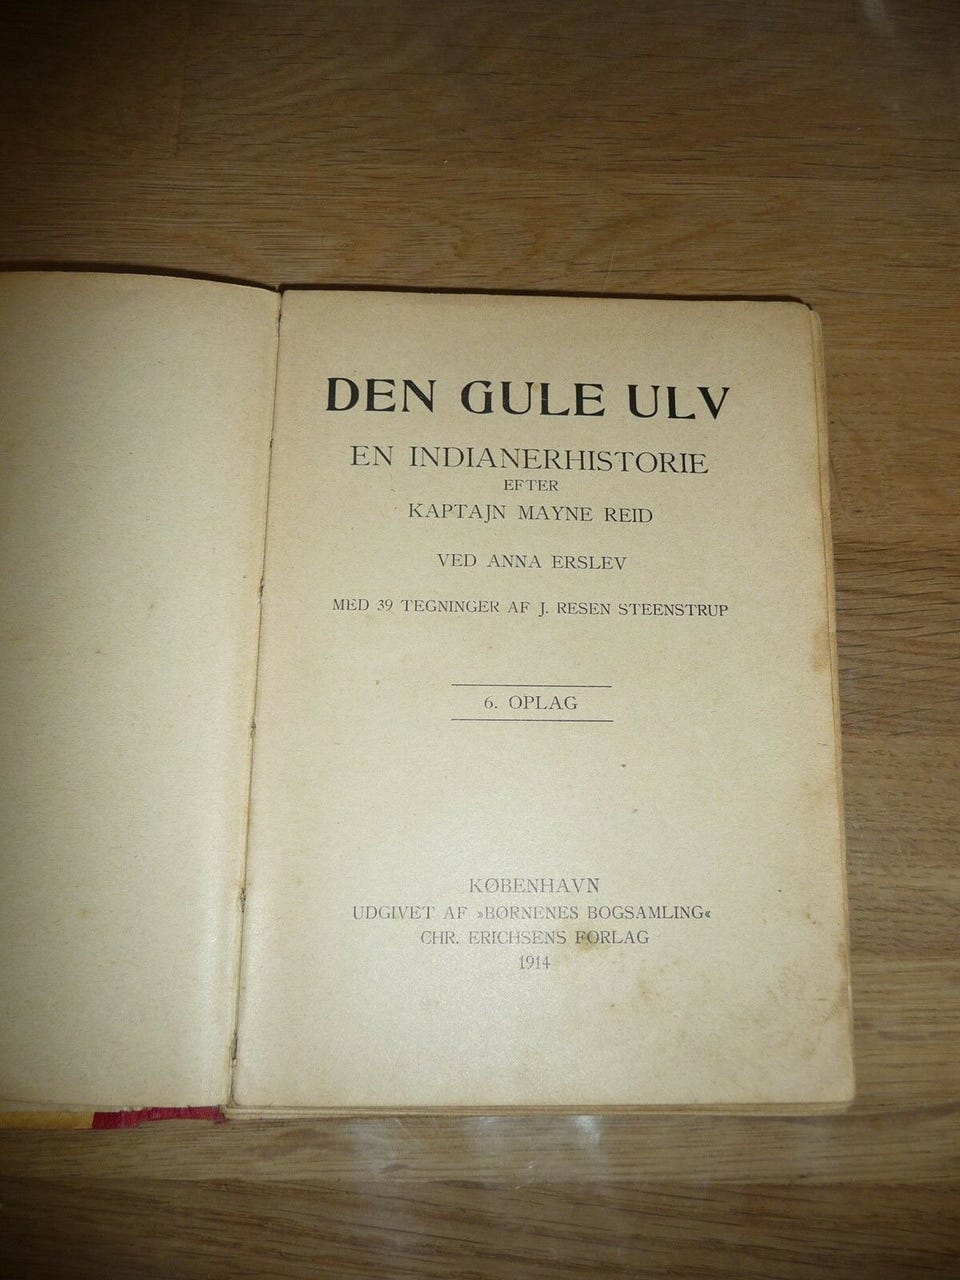 DEN GULE ULV
EN INDIANERHISTORIE
EFTER
KAPTAJN MAYNE REID
VED ANNA ERSLEV
MED 39 TEGNINGER AF J. RESEN STEENSTRUP
6. OPLAG
KØBENHAVN
UDGIVET AF »BØRNENES BOGSAMLING«
CHR. ERICHSENS FORLAG
1914